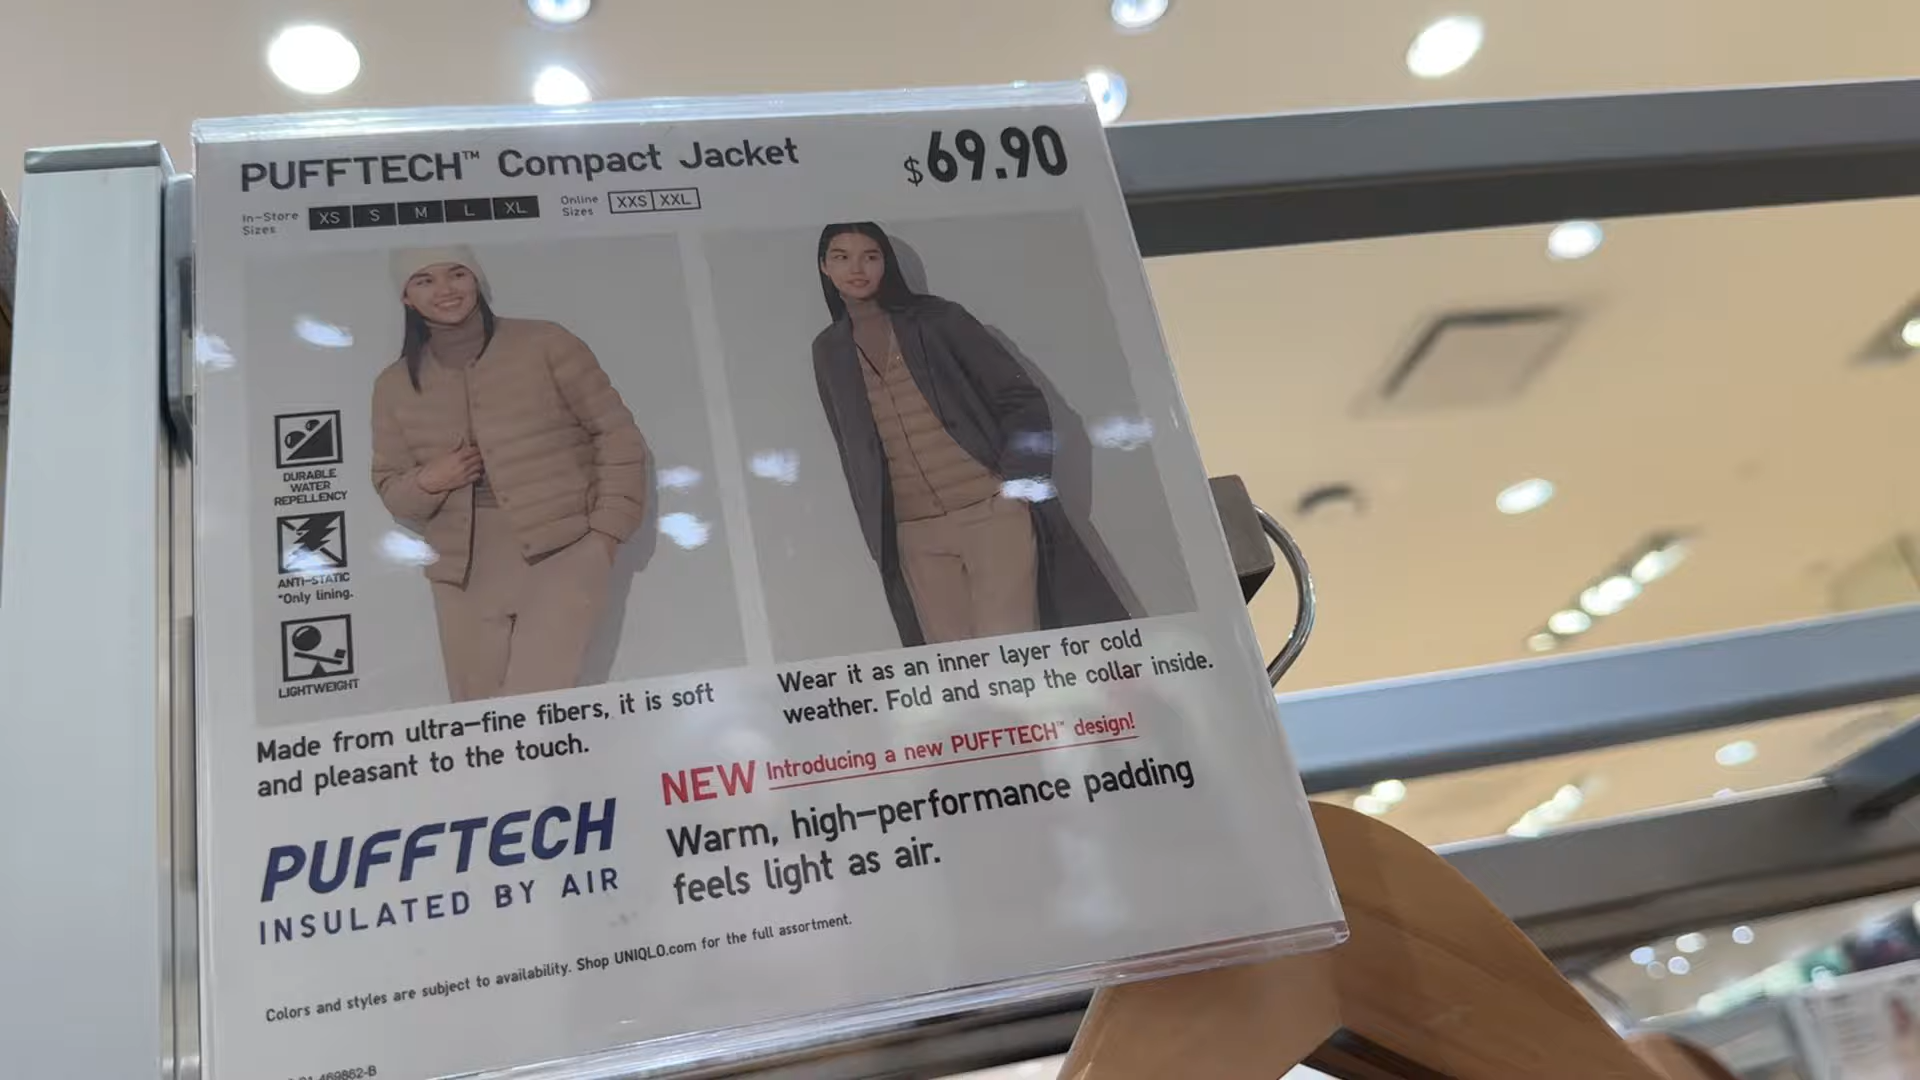 PUFFTECH™ Compact Jacket
$69.90
In-Store Sizes XS S M L XL
Online Sizes XXS XXL
DURABLE
WATER
REPELLENCY
ANTI-STATIC
*Only lining.
LIGHTWEIGHT
Made from ultra-fine fibers, it is soft
and pleasant to the touch.
Wear it as an inner layer for cold
weather. Fold and snap the collar inside.
NEW Introducing a new PUFFTECH™ design!
Warm, high-performance padding
feels light as air.
PUFFTECH
INSULATED BY AIR
Colors and styles are subject to availability. Shop UNIQLO.com for the full assortment.
469862-B